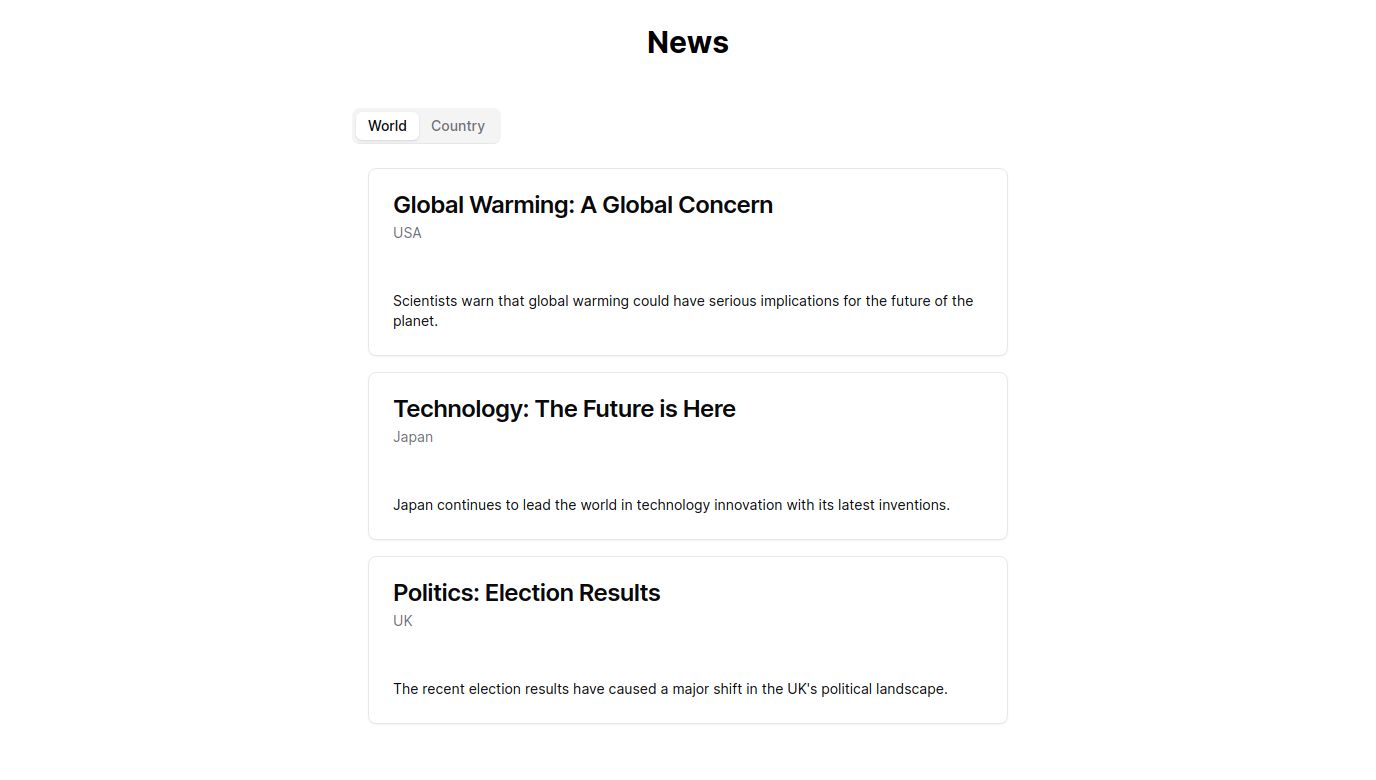 News
World Country
Global Warming: A Global Concern
USA
Scientists warn that global warming could have serious implications for the future of the
planet.
Technology: The Future is Here
Japan
Japan continues to lead the world in technology innovation with its latest inventions.
Politics: Election Results
UK
The recent election results have caused a major shift in the UK's political landscape.